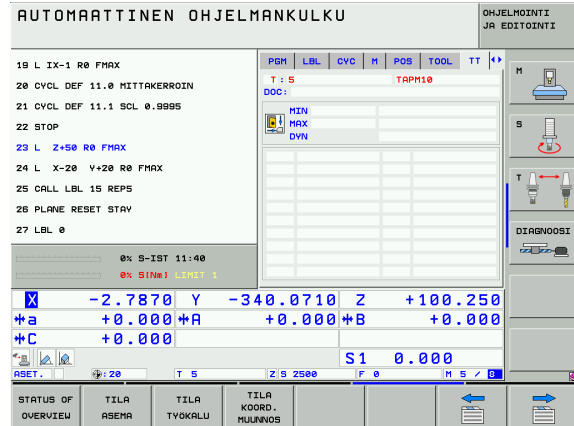 AUTOMAATTINEN OHJELMANKULKU
OHJELMOINTI
JA EDITOINTI
19 L IX-1 R0 FMAX
20 CYCL DEF 11.0 MITTAKERROIN
21 CYCL DEF 11.1 SCL 0.9995
22 STOP
23 L Z+50 R0 FMAX
24 L X-20 Y+20 R0 FMAX
25 CALL LBL 15 REP5
26 PLANE RESET STAY
27 LBL 0
PGM LBL CYC M POS TOOL TT
T : 5 TAPM10
DOC:
MIN
MAX
DYN
0% S-IST 11:40
0% S[Nm] LIMIT 1
X -2.7870 Y -340.0710 Z +100.250
a +0.000 A +0.000 B +0.000
C +0.000
S1 0.000
ASET. :20 T 5 Z S 2500 F 0 M 5 / 8
M
S
T
DIAGNOOSI
STATUS OF
OVERVIEW
TILA
ASEMA
TILA
TYÖKALU
TILA
KOORD.
MUUNNOS